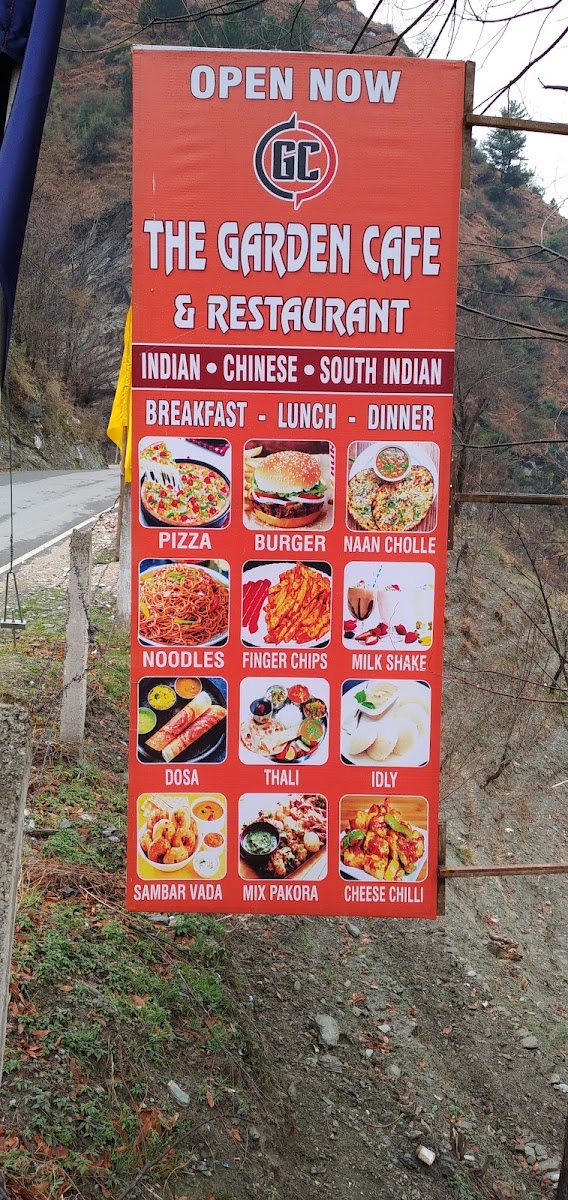 OPEN NOW
GC
THE GARDEN CAFE
& RESTAURANT
INDIAN • CHINESE • SOUTH INDIAN
BREAKFAST - LUNCH - DINNER
PIZZA BURGER NAAN CHOLLE
NOODLES FINGER CHIPS MILK SHAKE
DOSA THALI IDLY
SAMBAR VADA MIX PAKORA CHEESE CHILLI